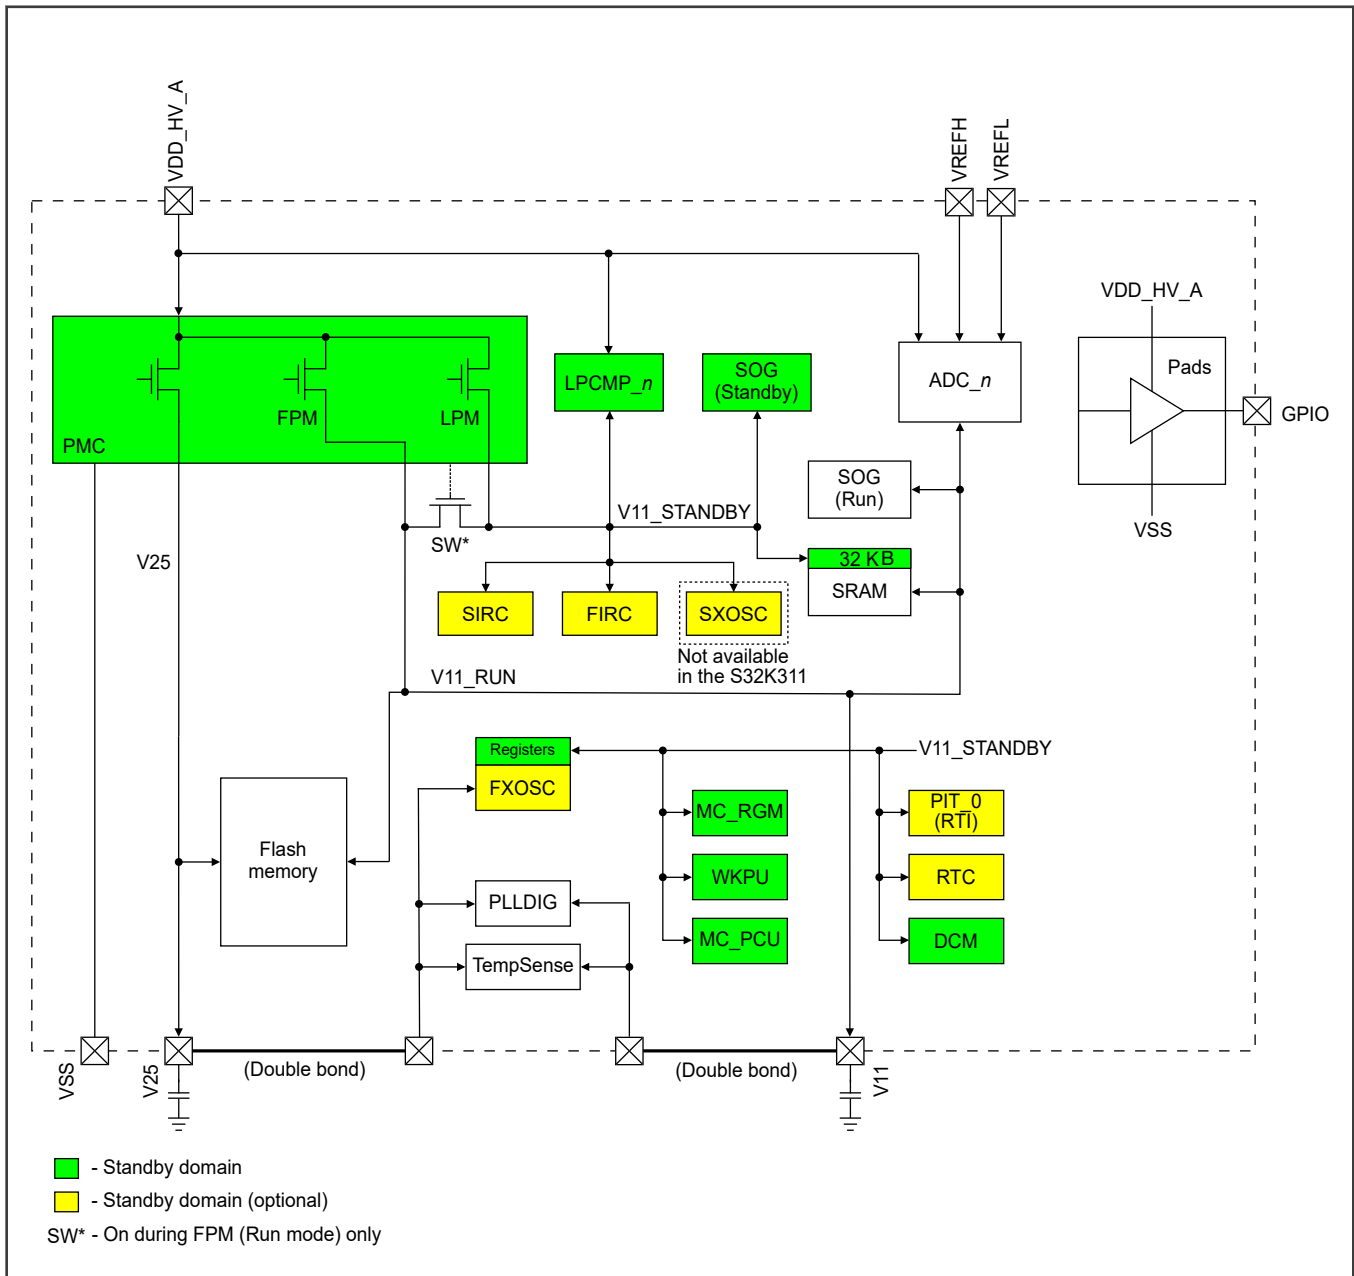 VDD_HV_A
VREFH
VREFL
VDD_HV_A
Pads
GPIO
VSS
FPM
LPM
PMC
LPCMP_n
SOG
(Standby)
ADC_n
SOG
(Run)
V11_STANDBY
SW*
V25
32 KB
SRAM
SIRC
FIRC
SXOSC
Not available
in the S32K311
V11_RUN
Registers
FXOSC
V11_STANDBY
MC_RGM
PIT_0
(RTI)
Flash
memory
WKPU
RTC
PLLDIG
MC_PCU
DCM
TempSense
VSS
V25
(Double bond)
(Double bond)
V11
- Standby domain
- Standby domain (optional)
SW* - On during FPM (Run mode) only